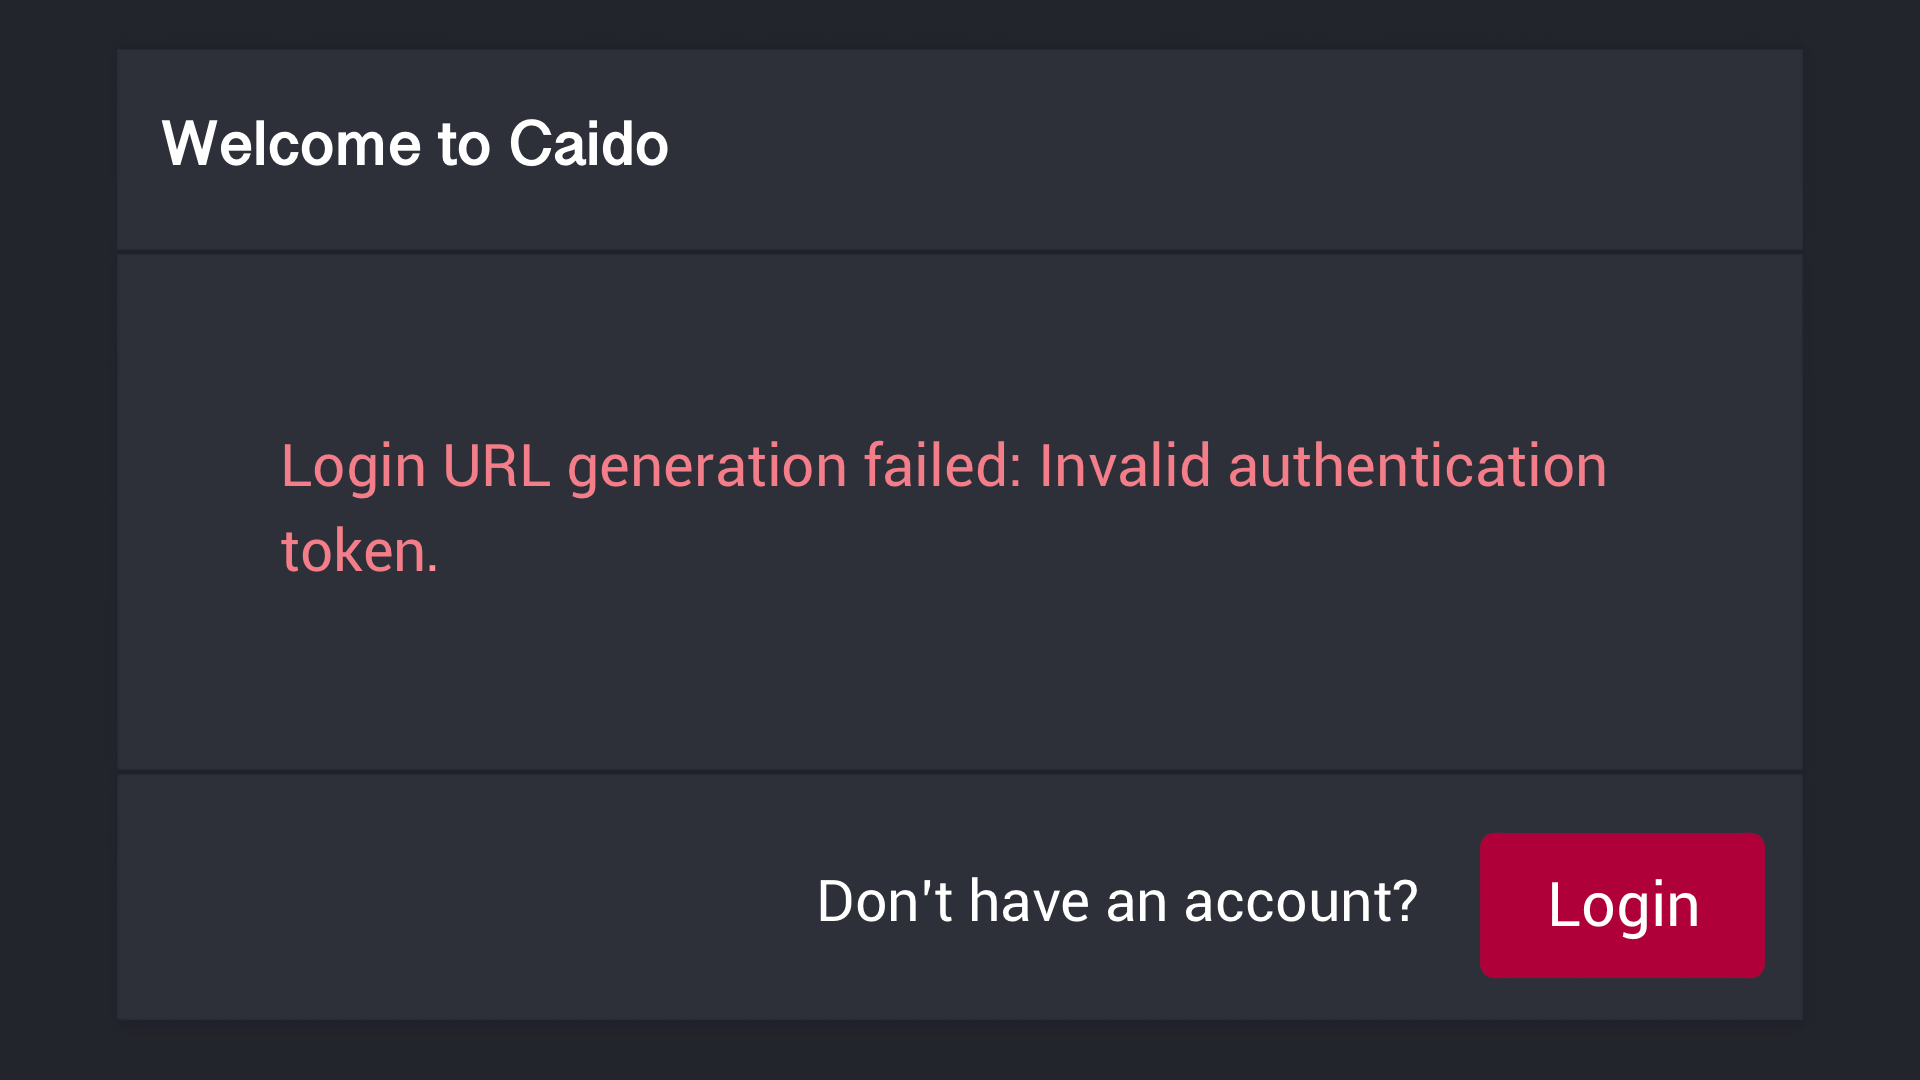 Welcome to Caido
Login URL generation failed: Invalid authentication
token.
Don't have an account?
Login